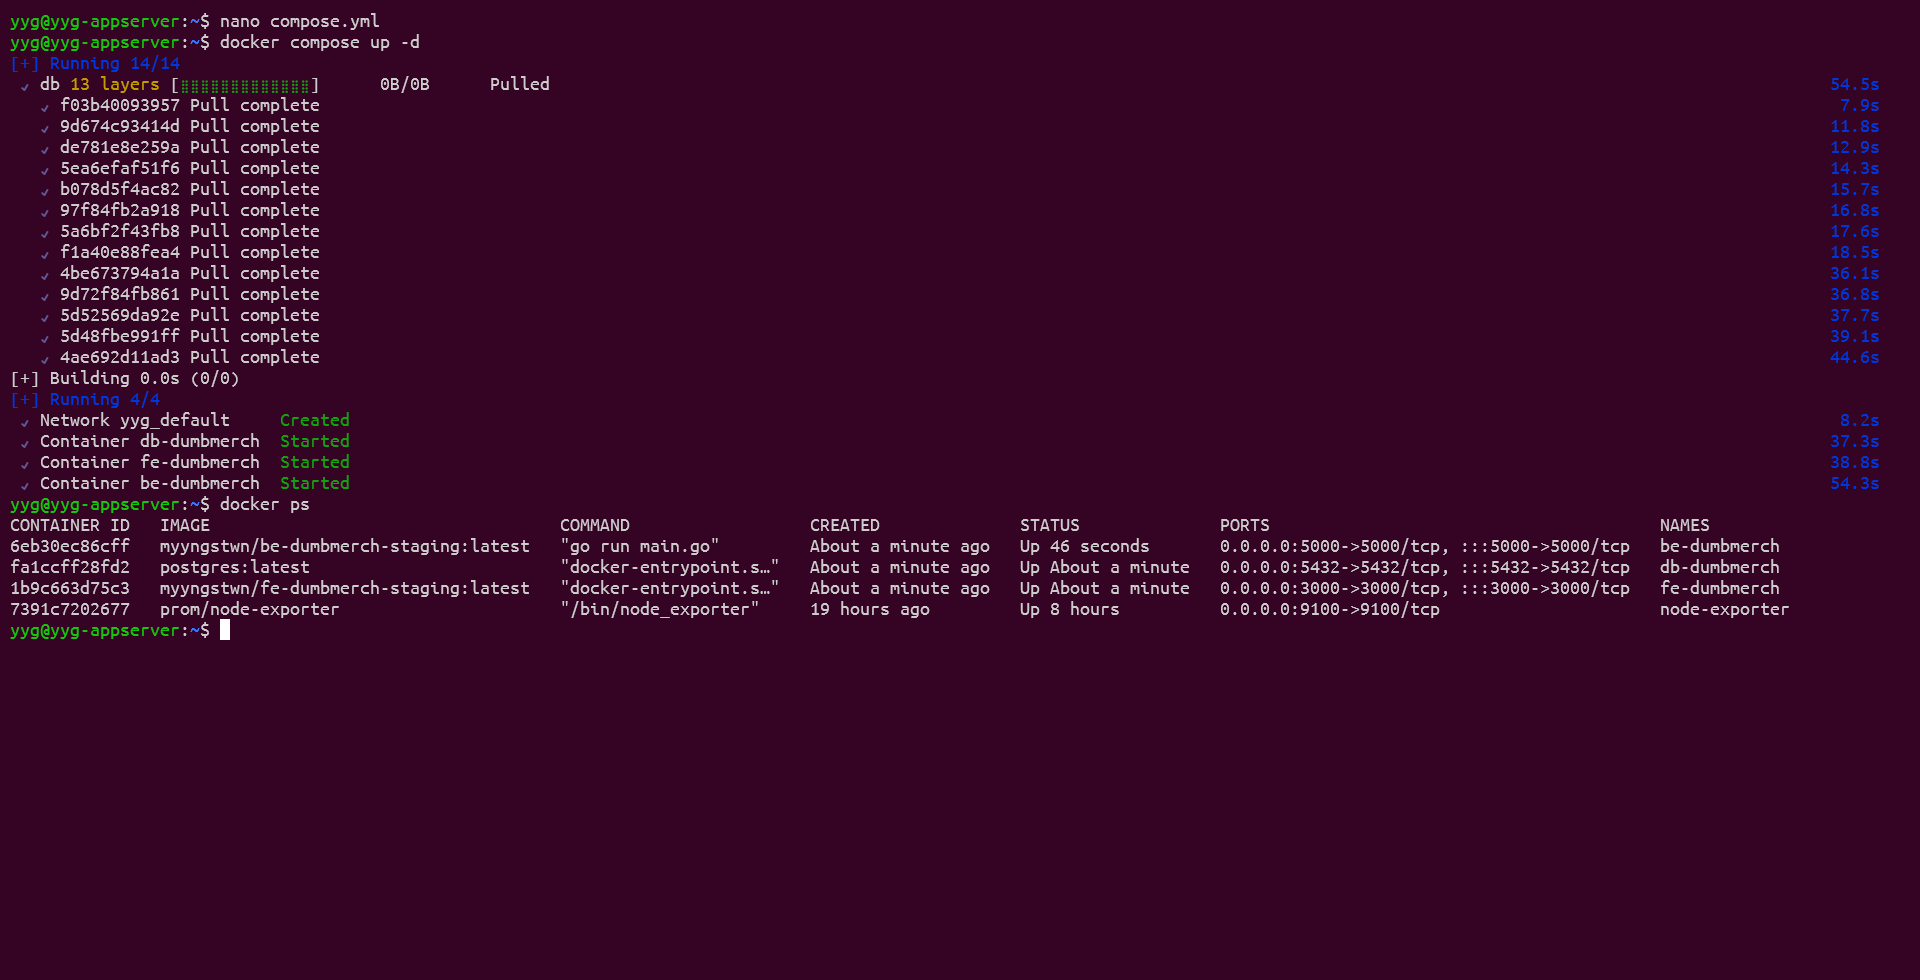 yyg@yyg-appserver:~$ nano compose.yml
yyg@yyg-appserver:~$ docker compose up -d
[+] Running 14/14
✔ db 13 layers [⣿⣿⣿⣿⣿⣿⣿⣿⣿⣿⣿⣿⣿] 0B/0B Pulled 54.5s
✔ f03b40093957 Pull complete 7.9s
✔ 9d674c93414d Pull complete 11.8s
✔ de781e8e259a Pull complete 12.9s
✔ 5ea6efaf51f6 Pull complete 14.3s
✔ b078d5f4ac82 Pull complete 15.7s
✔ 97f84fb2a918 Pull complete 16.8s
✔ 5a6bf2f43fb8 Pull complete 17.6s
✔ f1a40e88fea4 Pull complete 18.5s
✔ 4be673794a1a Pull complete 36.1s
✔ 9d72f84fb861 Pull complete 36.8s
✔ 5d52569da92e Pull complete 37.7s
✔ 5d48fbe991ff Pull complete 39.1s
✔ 4ae692d11ad3 Pull complete 44.6s
[+] Building 0.0s (0/0)
[+] Running 4/4
✔ Network yyg_default Created 8.2s
✔ Container db-dumbmerch Started 37.3s
✔ Container fe-dumbmerch Started 38.8s
✔ Container be-dumbmerch Started 54.3s
yyg@yyg-appserver:~$ docker ps
CONTAINER ID IMAGE COMMAND CREATED STATUS PORTS NAMES
6eb30ec86cff myyngstwn/be-dumbmerch-staging:latest "go run main.go" About a minute ago Up 46 seconds 0.0.0.0:5000->5000/tcp, :::5000->5000/tcp be-dumbmerch
fa1ccff28fd2 postgres:latest "docker-entrypoint.s…" About a minute ago Up About a minute 0.0.0.0:5432->5432/tcp, :::5432->5432/tcp db-dumbmerch
1b9c663d75c3 myyngstwn/fe-dumbmerch-staging:latest "docker-entrypoint.s…" About a minute ago Up About a minute 0.0.0.0:3000->3000/tcp, :::3000->3000/tcp fe-dumbmerch
7391c7202677 prom/node-exporter "/bin/node_exporter" 19 hours ago Up 8 hours 0.0.0.0:9100->9100/tcp node-exporter
yyg@yyg-appserver:~$